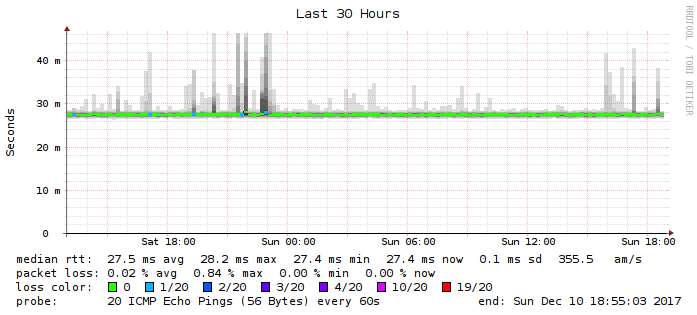 Last 30 Hours
RRDTOOL / TOBI OETIKER
Seconds
40 m
30 m
20 m
10 m
0
Sat 18:00 Sun 00:00 Sun 06:00 Sun 12:00 Sun 18:00
median rtt: 27.5 ms avg 28.2 ms max 27.4 ms min 27.4 ms now 0.1 ms sd 355.5 am/s
packet loss: 0.02 % avg 0.84 % max 0.00 % min 0.00 % now
loss color: 0 1/20 2/20 3/20 4/20 10/20 19/20
probe: 20 ICMP Echo Pings (56 Bytes) every 60s end: Sun Dec 10 18:55:03 2017